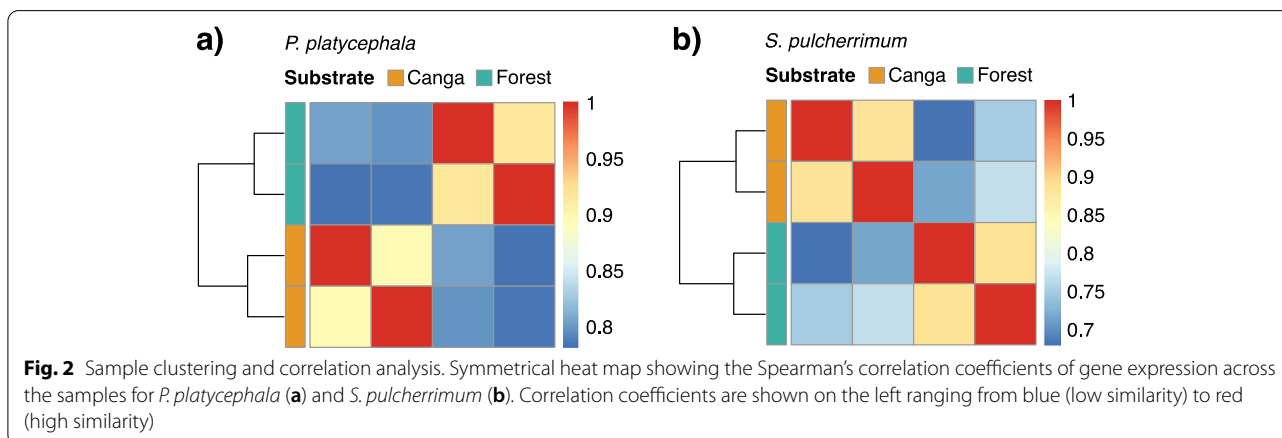 a)
P. platycephala
Substrate Canga Forest
1
0.95
0.9
0.85
0.8
b)
S. pulcherrimum
Substrate Canga Forest
1
0.95
0.9
0.85
0.8
0.75
0.7
Fig. 2 Sample clustering and correlation analysis. Symmetrical heat map showing the Spearman's correlation coefficients of gene expression across
the samples for P. platycephala (a) and S. pulcherrimum (b). Correlation coefficients are shown on the left ranging from blue (low similarity) to red
(high similarity)